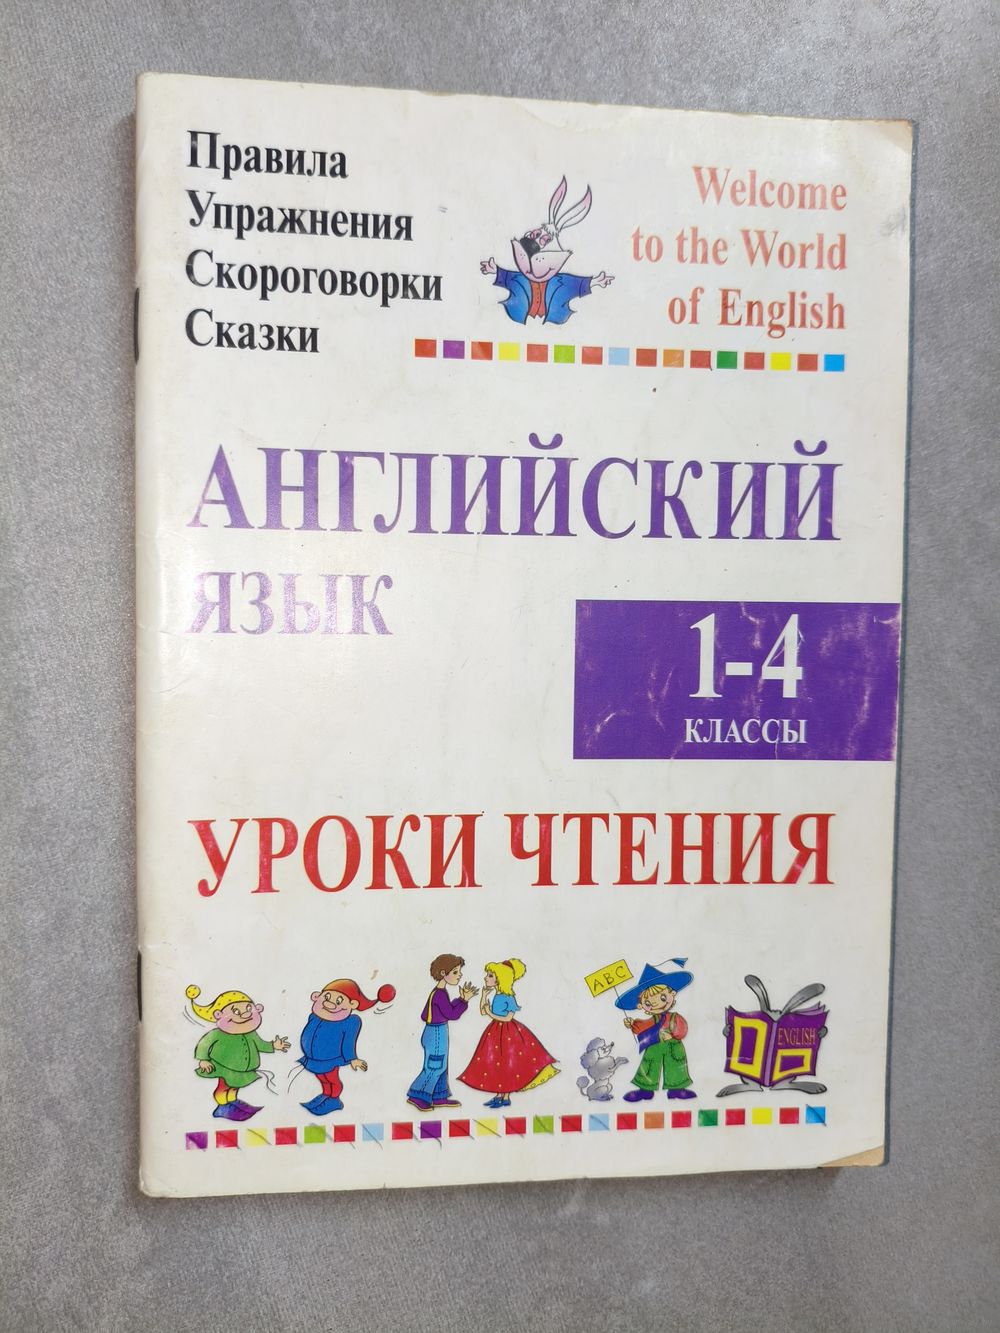 Правила
Упражнения
Скороговорки
Сказки
Welcome
to the World
of English
АНГЛИЙСКИЙ
ЯЗЫК
1-4
КЛАССЫ
УРОКИ ЧТЕНИЯ
ABC
ENGLISH